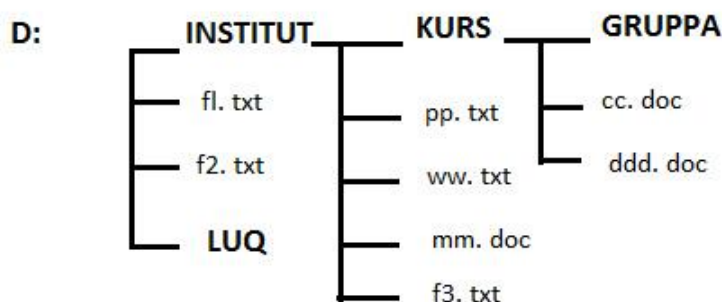 D: INSTITUT KURS GRUPPA
fl. txt pp. txt cc. doc
f2. txt ww. txt ddd. doc
LUQ mm. doc
f3. txt